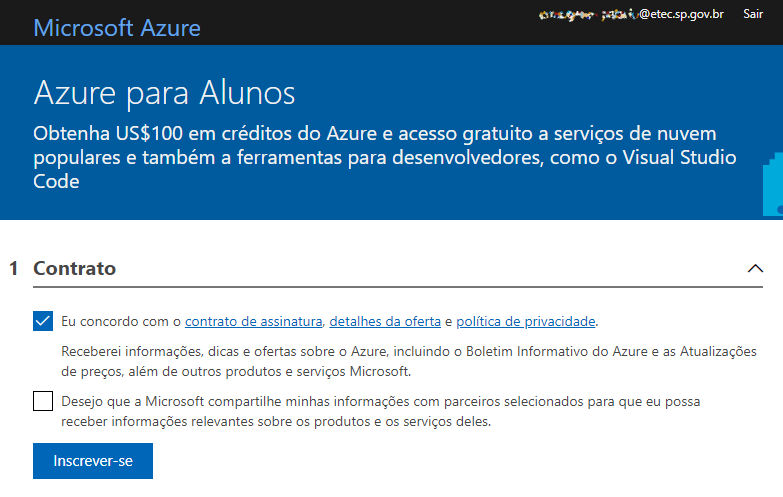 Microsoft Azure
@etec.sp.gov.br Sair
Azure para Alunos
Obtenha US$100 em créditos do Azure e acesso gratuito a serviços de nuvem
populares e também a ferramentas para desenvolvedores, como o Visual Studio
Code
1 Contrato
Eu concordo com o contrato de assinatura, detalhes da oferta e política de privacidade.
Receberei informações, dicas e ofertas sobre o Azure, incluindo o Boletim Informativo do Azure e as Atualizações
de preços, além de outros produtos e serviços Microsoft.
Desejo que a Microsoft compartilhe minhas informações com parceiros selecionados para que eu possa
receber informações relevantes sobre os produtos e os serviços deles.
Inscrever-se